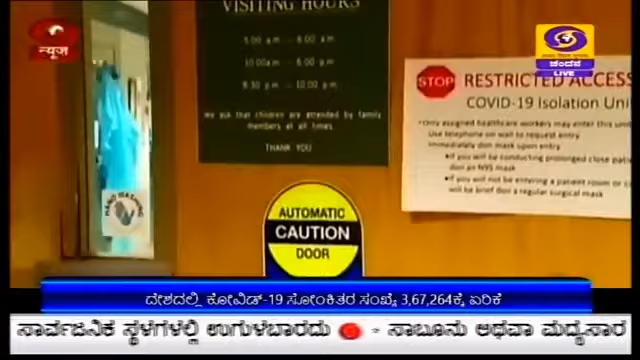 न्यूज़
ಚಂದನ
LIVE
VISITING HOURS
10.00 a.m - 6.00 p.m
8.30 p.m - 10.00 p.m
We ask that children are attended by family
members at all times.
THANK YOU
STOP
RESTRICTED ACCESS
COVID-19 Isolation Uni
Only assigned healthcare workers may enter this uni
Use telephone on wall to request entry
Immediately don mask upon entry
If you will be conducting prolonged close pati
don an N95 mask
If you will not be entering a patient room or
will be brief don a regular surgical mask
HAND WASHING
AUTOMATIC
CAUTION
DOOR
ದೇಶದಲ್ಲಿ ಕೋವಿಡ್-19 ಸೋಂಕಿತರ ಸಂಖ್ಯೆ 3,67,264ಕ್ಕೆ ಏರಿಕೆ
ಸಾರ್ವಜನಿಕ ಸ್ಥಳಗಳಲ್ಲಿ ಉಗುಳಬಾರದು - ಸಾಬೂನು ಅಥವಾ ಮದ್ಯಸಾರ